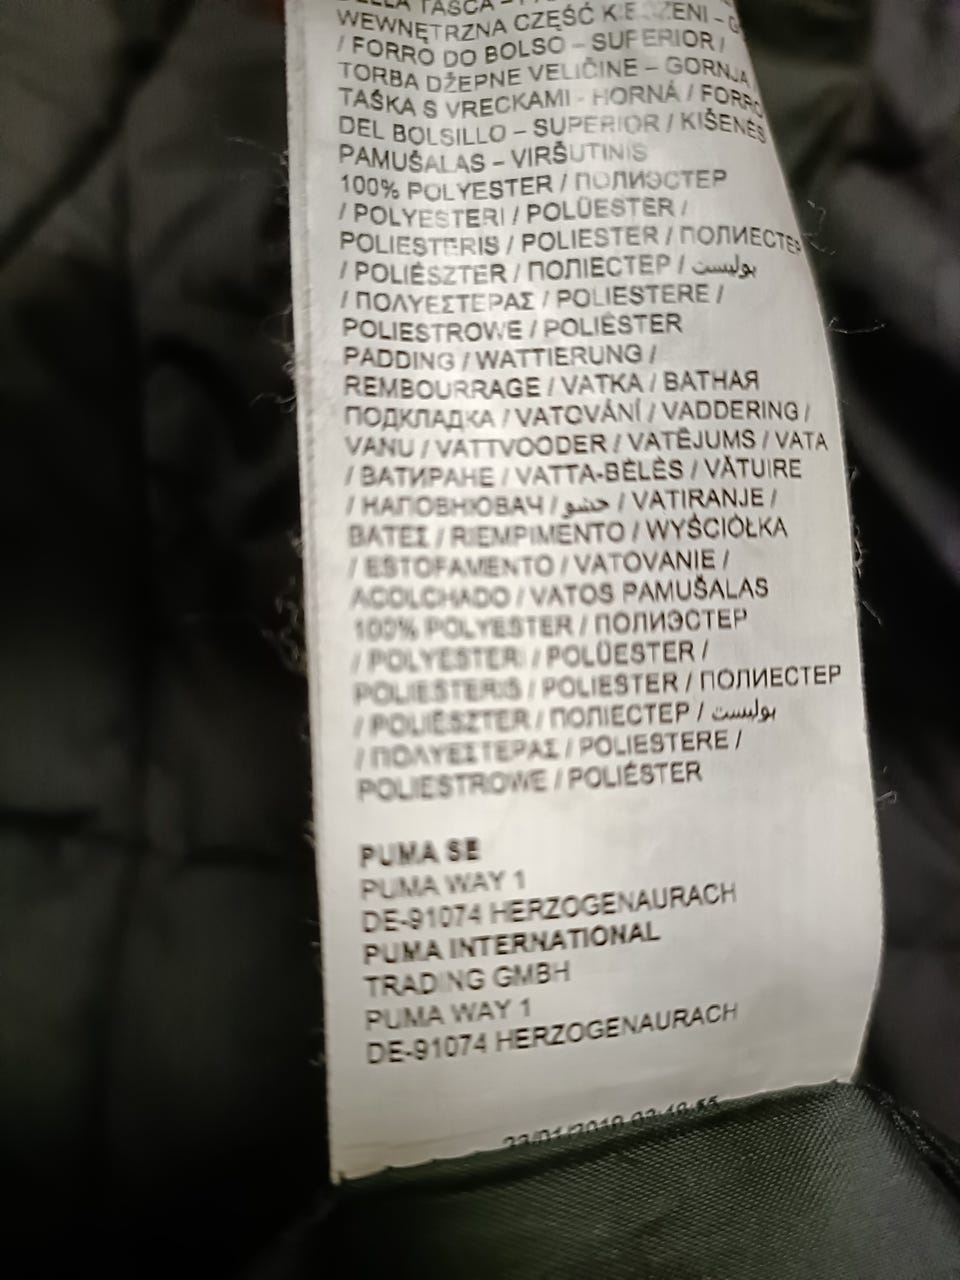 DELLA TASCA –
WEWNĘTRZNA CZĘŚĆ KIESZENI – G
/ FORRO DO BOLSO – SUPERIOR /
TORBA DŽEPNE VELIČINE – GORNJA
TAŠKA S VRECKAMI - HORNÁ / FORRO
DEL BOLSILLO – SUPERIOR / KIŠENĖS
PAMUŠALAS – VIRŠUTINIS
100% POLYESTER / ПОЛИЭСТЕР
/ POLYESTERI / POLÜESTER /
POLIESTERIS / POLIESTER / ПОЛИЕСТЕР
/ POLIÉSZTER / ПОЛІЕСТЕР / بوليست
/ ΠΟΛΥΕΣΤΕΡΑΣ / POLIESTERE /
POLIESTROWE / POLIÉSTER
PADDING / WATTIERUNG /
REMBOURRAGE / VATKA / ВАТНАЯ
ПОДКЛАДКА / VATOVÁNÍ / VADDERING /
VANU / VATTVOODER / VATĒJUMS / VATA
/ ВАТИРАНЕ / VATTA-BÉLÉS / VĂTUIRE
/ НАПОВНЮВАЧ / حشو / VATIRANJE /
ΒΑΤΕΣ / RIEMPIMENTO / WYŚCIÓŁKA
/ ESTOFAMENTO / VATOVANIE /
ACOLCHADO / VATOS PAMUŠALAS
100% POLYESTER / ПОЛИЭСТЕР
/ POLYESTERI / POLÜESTER /
POLIESTERIS / POLIESTER / ПОЛИЕСТЕР
/ POLIÉSZTER / ПОЛІЕСТЕР / بوليست
/ ΠΟΛΥΕΣΤΕΡΑΣ / POLIESTERE /
POLIESTROWE / POLIÉSTER
PUMA SE
PUMA WAY 1
DE-91074 HERZOGENAURACH
PUMA INTERNATIONAL
TRADING GMBH
PUMA WAY 1
DE-91074 HERZOGENAURACH